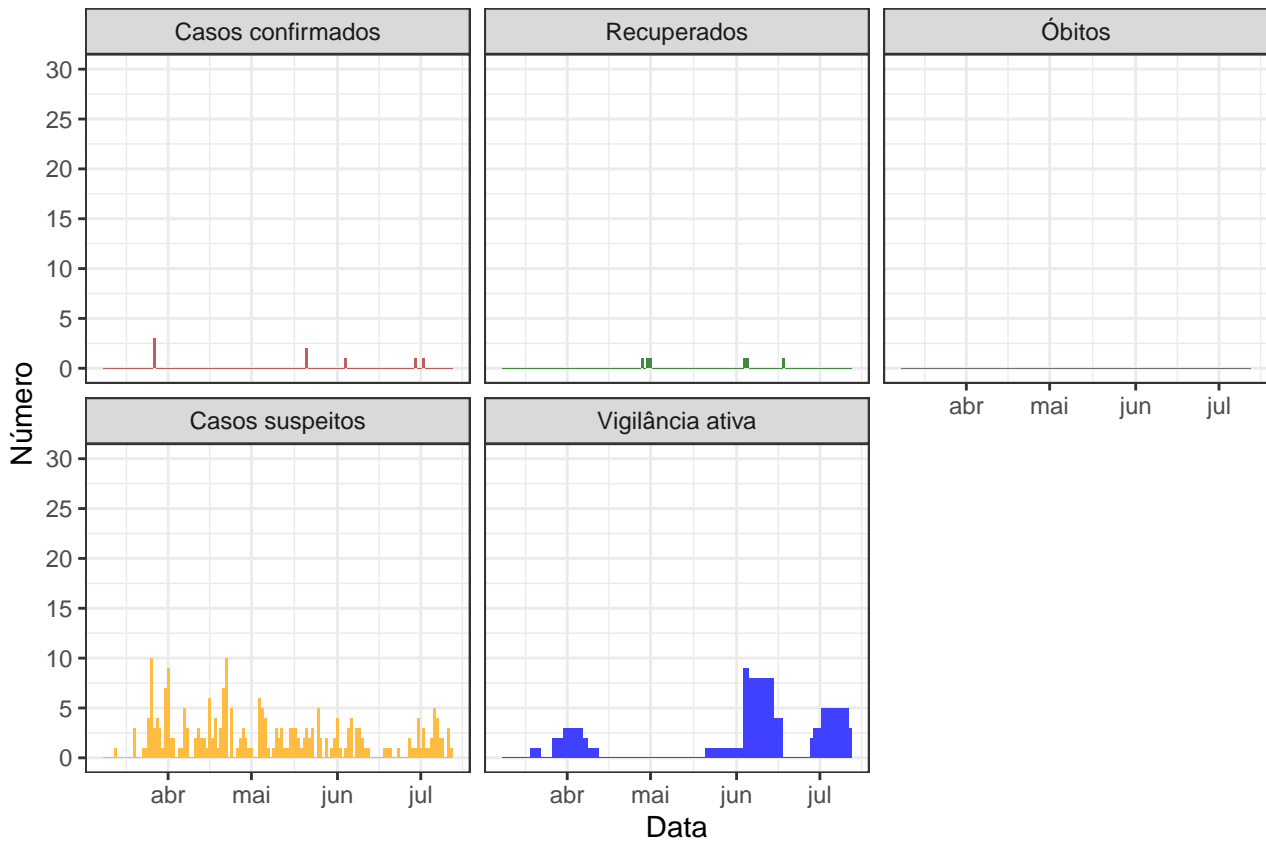 Casos confirmados
Recuperados
Óbitos
30
25
20
15
10
5
0
abr mai jun jul
Casos suspeitos
Vigilância ativa
Número
30
25
20
15
10
5
0
abr mai jun jul
abr mai jun jul
Data